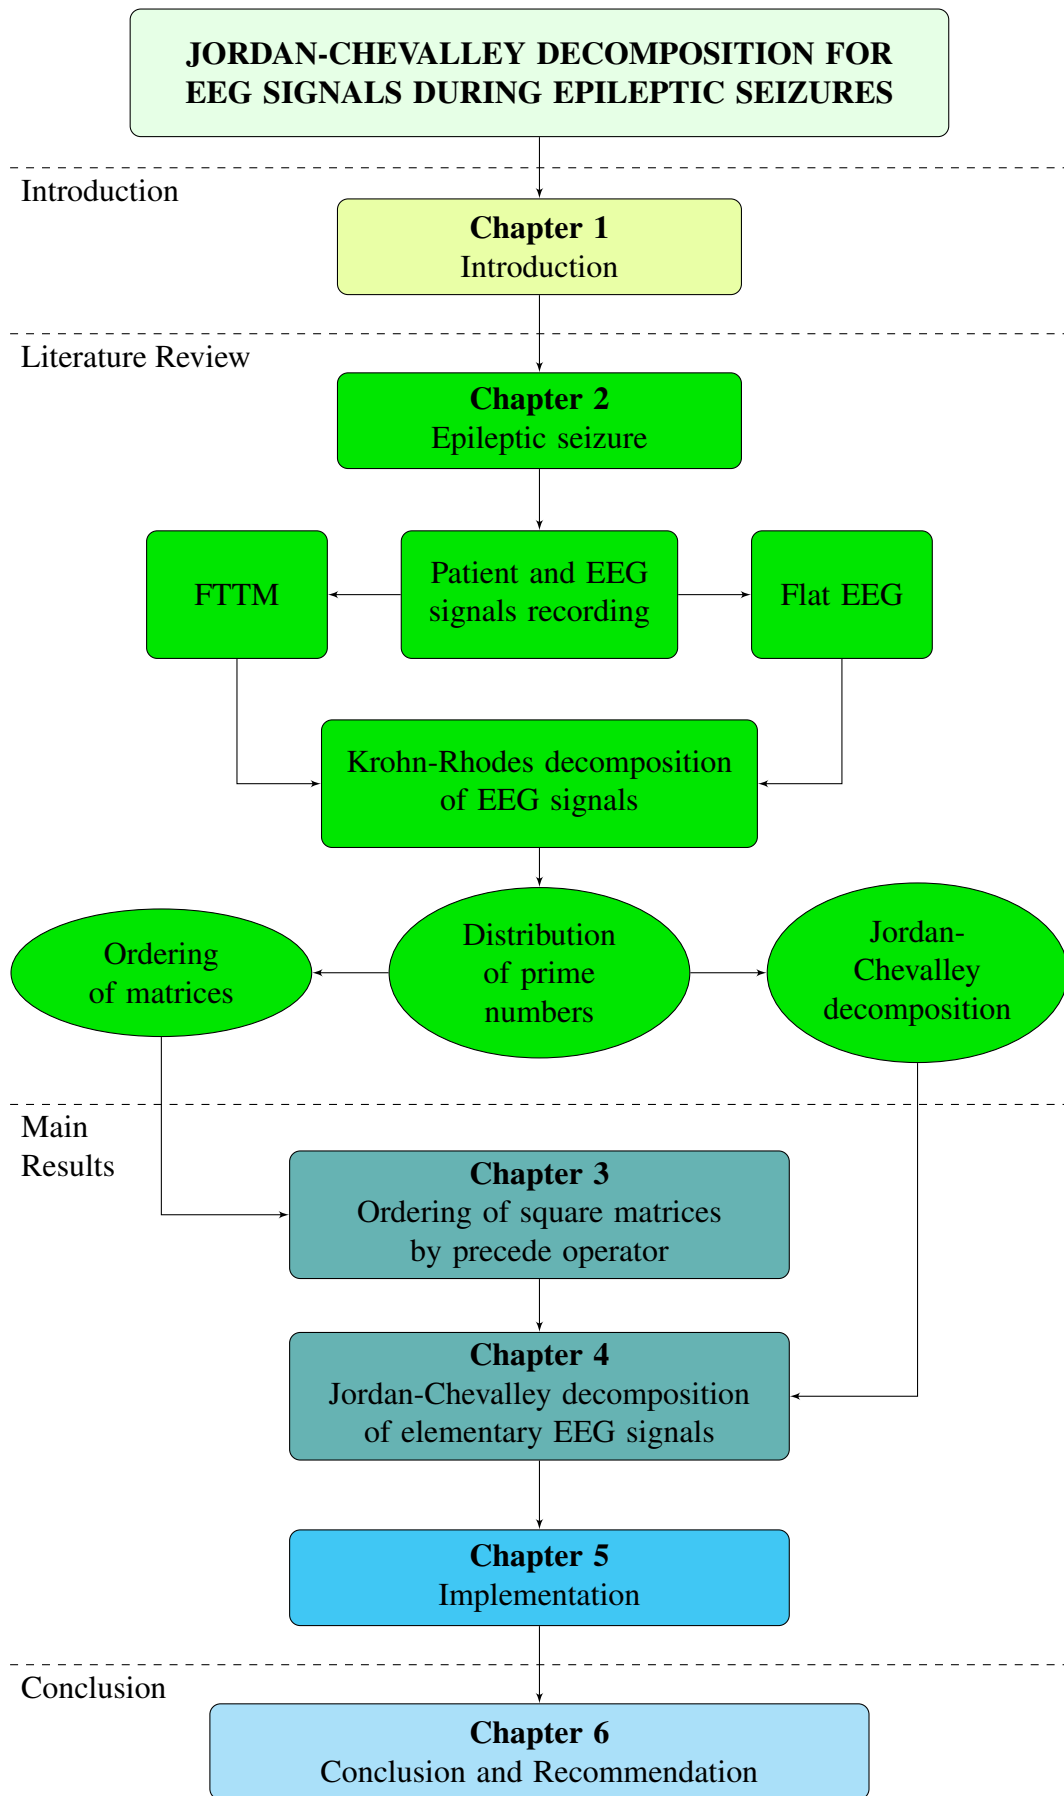 JORDAN-CHEVALLEY DECOMPOSITION FOR
EEG SIGNALS DURING EPILEPTIC SEIZURES
Introduction
Chapter 1
Introduction
Literature Review
Chapter 2
Epileptic seizure
FTTM
Patient and EEG
signals recording
Flat EEG
Krohn-Rhodes decomposition
of EEG signals
Ordering
of matrices
Distribution
of prime
numbers
Jordan-
Chevalley
decomposition
Main
Results
Chapter 3
Ordering of square matrices
by precede operator
Chapter 4
Jordan-Chevalley decomposition
of elementary EEG signals
Chapter 5
Implementation
Conclusion
Chapter 6
Conclusion and Recommendation